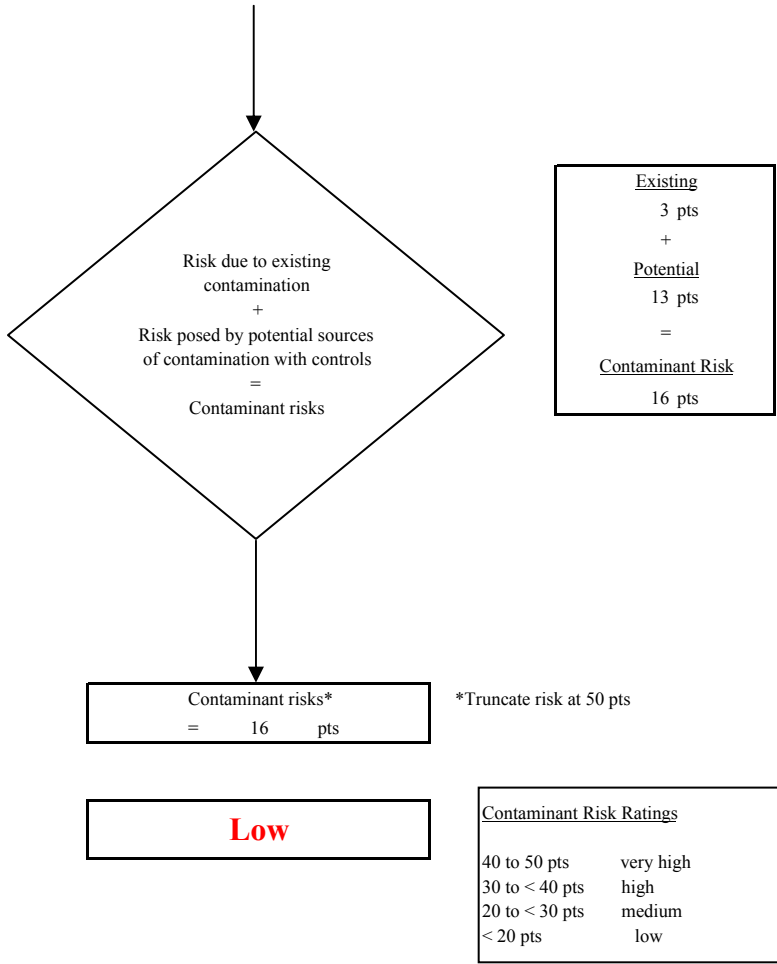 Risk due to existing
contamination
+
Risk posed by potential sources
of contamination with controls
=
Contaminant risks
Existing
3 pts
+
Potential
13 pts
=
Contaminant Risk
16 pts
Contaminant risks*
= 16 pts
*Truncate risk at 50 pts
Low
Contaminant Risk Ratings
40 to 50 pts very high
30 to < 40 pts high
20 to < 30 pts medium
< 20 pts low